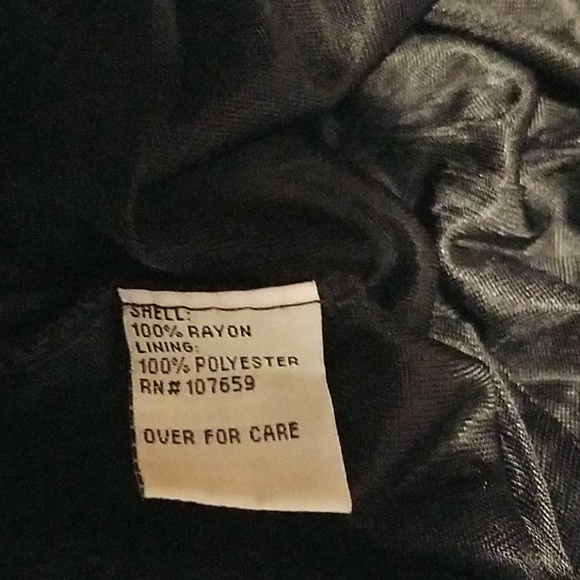 SHELL:
100% RAYON
LINING:
100% POLYESTER
RN# 107659
OVER FOR CARE